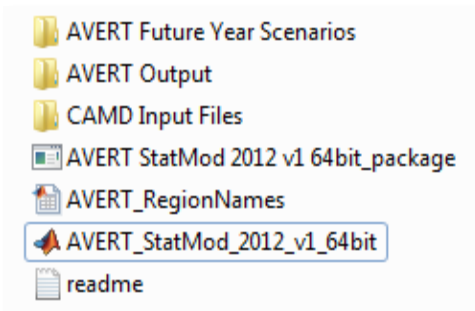 AVERT Future Year Scenarios
AVERT Output
CAMD Input Files
AVERT StatMod 2012 v1 64bit_package
AVERT_RegionNames
AVERT_StatMod_2012_v1_64bit
readme